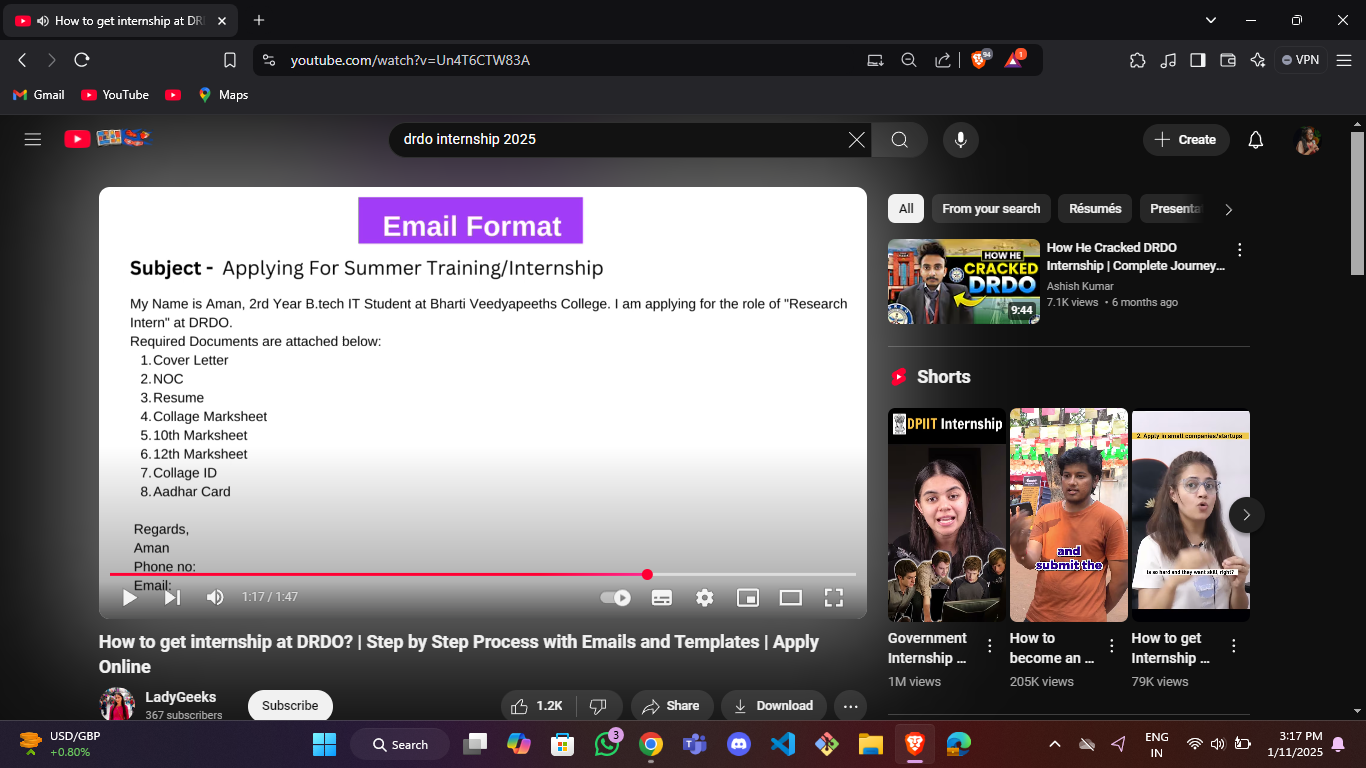 How to get internship at DR
youtube.com/watch?v=Un4T6CTW83A
94
1
VPN
Gmail
YouTube
Maps
drdo internship 2025
Create
Email Format
Subject - Applying For Summer Training/Internship
My Name is Aman, 2rd Year B.tech IT Student at Bharti Veedyapeeths College. I am applying for the role of "Research
Intern" at DRDO.
Required Documents are attached below:
1. Cover Letter
2. NOC
3. Resume
4. Collage Marksheet
5. 10th Marksheet
6. 12th Marksheet
7. Collage ID
8. Aadhar Card
Regards,
Aman
Phone no:
Email:
1:17 / 1:47
How to get internship at DRDO? | Step by Step Process with Emails and Templates | Apply
Online
LadyGeeks
367 subscribers
Subscribe
1.2K
Share
Download
All
From your search
Résumés
Presenta
HOW HE
CRACKED
DRDO
9:44
How He Cracked DRDO
Internship | Complete Journey...
Ashish Kumar
7.1K views • 6 months ago
Shorts
DPIIT Internship
and
submit the
2. Apply in small companies/startups
is so hard and they want skill, right?
Government
Internship ...
1M views
How to
become an ...
205K views
How to get
Internship ...
79K views
USD/GBP
+0.80%
Search
3
ENG
IN
3:17 PM
1/11/2025